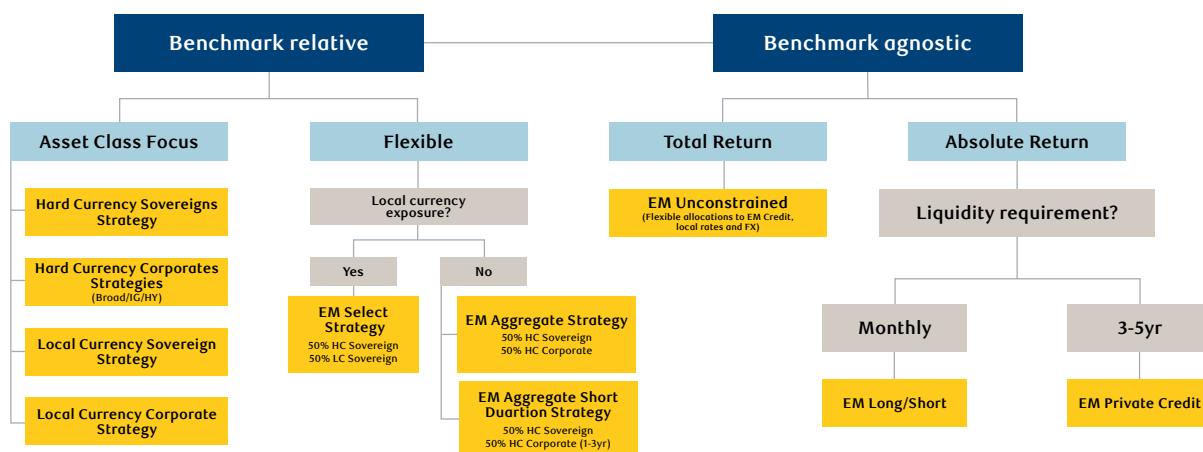 Benchmark relative
Benchmark agnostic
Asset Class Focus
Flexible
Total Return
Absolute Return
Hard Currency Sovereigns
Strategy
Hard Currency Corporates
Strategies
(Broad/IG/HY)
Local Currency Sovereign
Strategy
Local Currency Corporate
Strategy
Local currency
exposure?
Yes
No
EM Select
Strategy
50% HC Sovereign
50% LC Sovereign
EM Aggregate Strategy
50% HC Sovereign
50% HC Corporate
EM Aggregate Short
Duartion Strategy
50% HC Sovereign
50% HC Corporate (1-3yr)
EM Unconstrained
(Flexible allocations to EM Credit,
local rates and FX)
Liquidity requirement?
Monthly
3-5yr
EM Long/Short
EM Private Credit